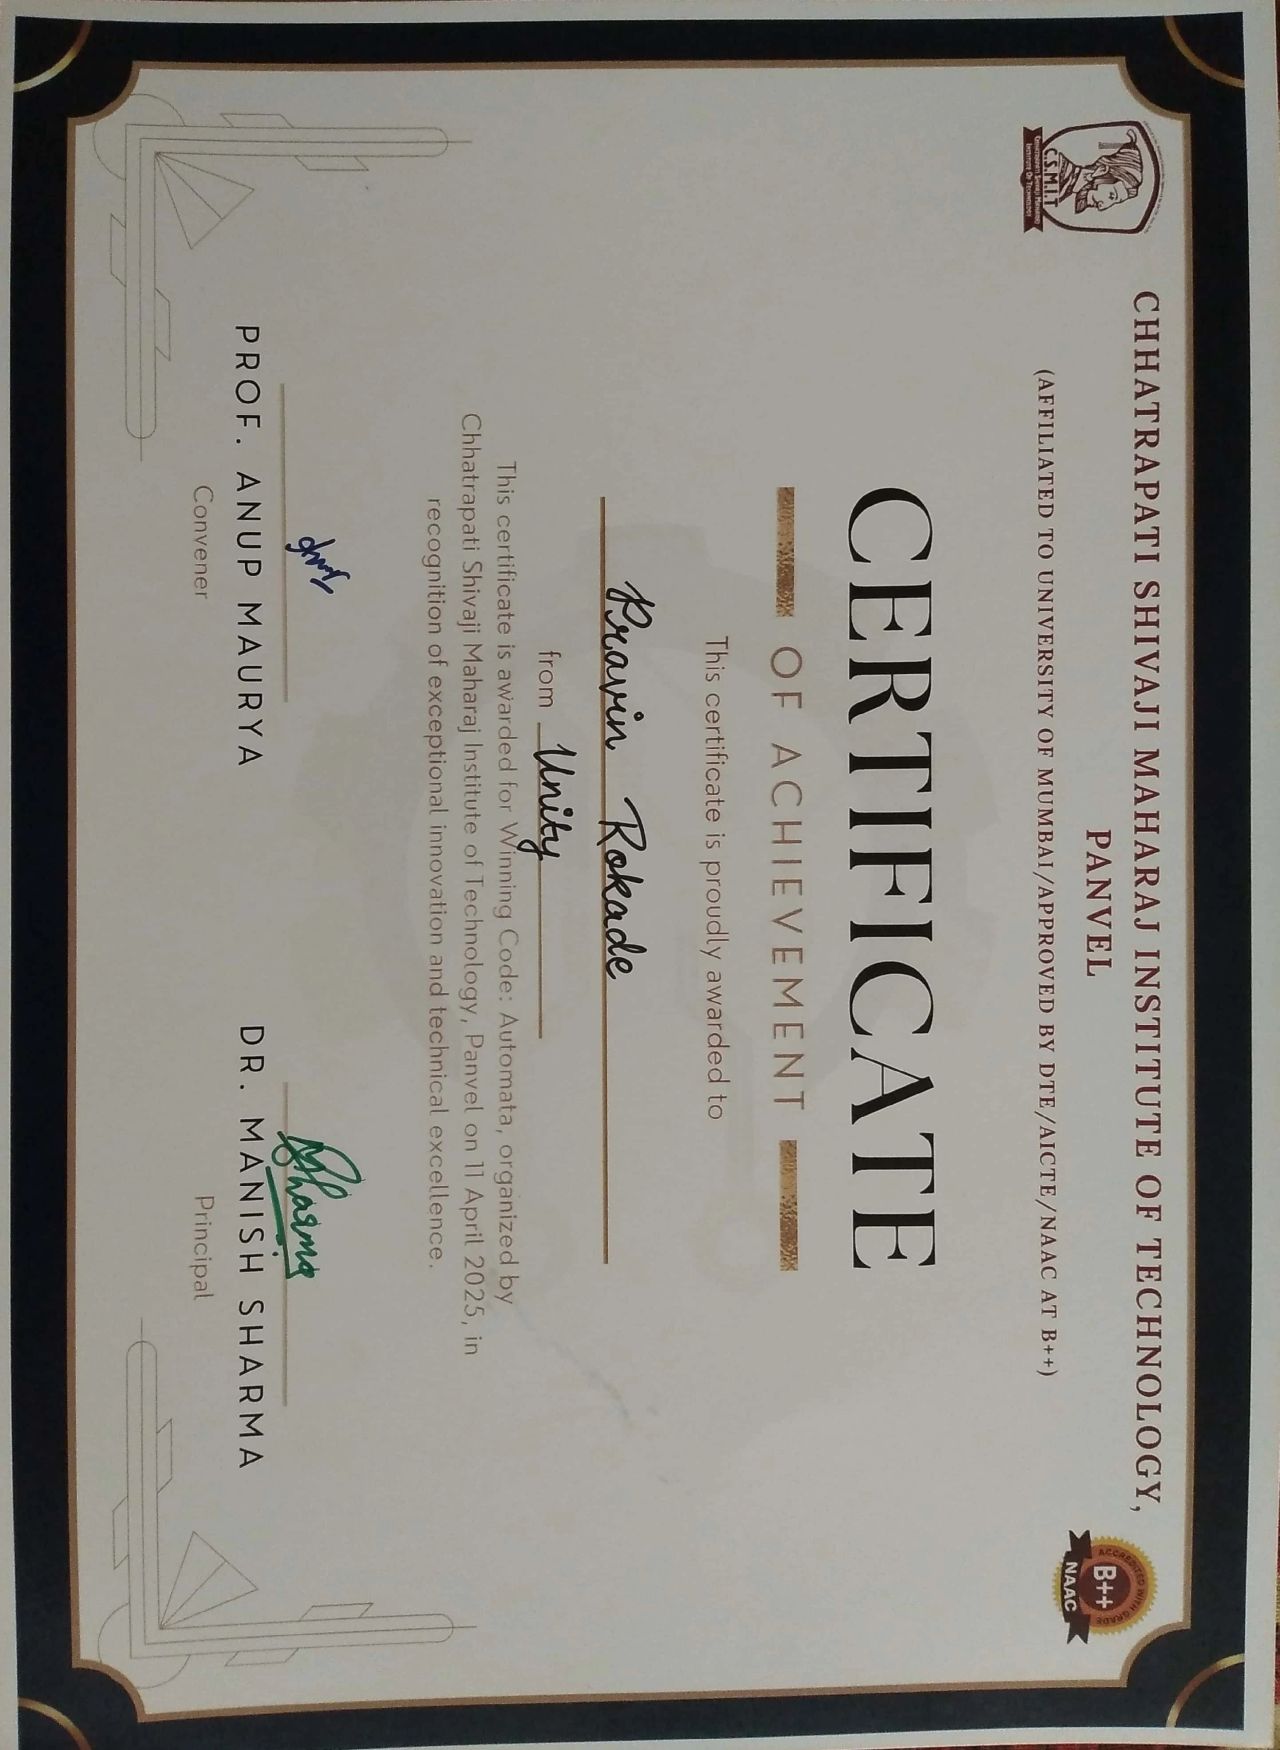 CHHATRAPATI SHIVAJI MAHARAJ INSTITUTE OF TECHNOLOGY,
PANVEL
(AFFILIATED TO UNIVERSITY OF MUMBAI/APPROVED BY DTE/AICTE/NAAC AT B++)
C.S.M.I.T
CHHATRAPATI SHIVAJI MAHARAJ
INSTITUTE OF TECHNOLOGY
ACCREDITED WITH GRADE
B++
NAAC
CERTIFICATE
OF ACHIEVEMENT
This certificate is proudly awarded to
Pravin Rokade
from Unity
This certificate is awarded for Winning Code: Automata, organized by
Chhatrapati Shivaji Maharaj Institute of Technology, Panvel on 11 April 2025, in
recognition of exceptional innovation and technical excellence.
Sharma
PROF. ANUP MAURYA
Convener
DR. MANISH SHARMA
Principal